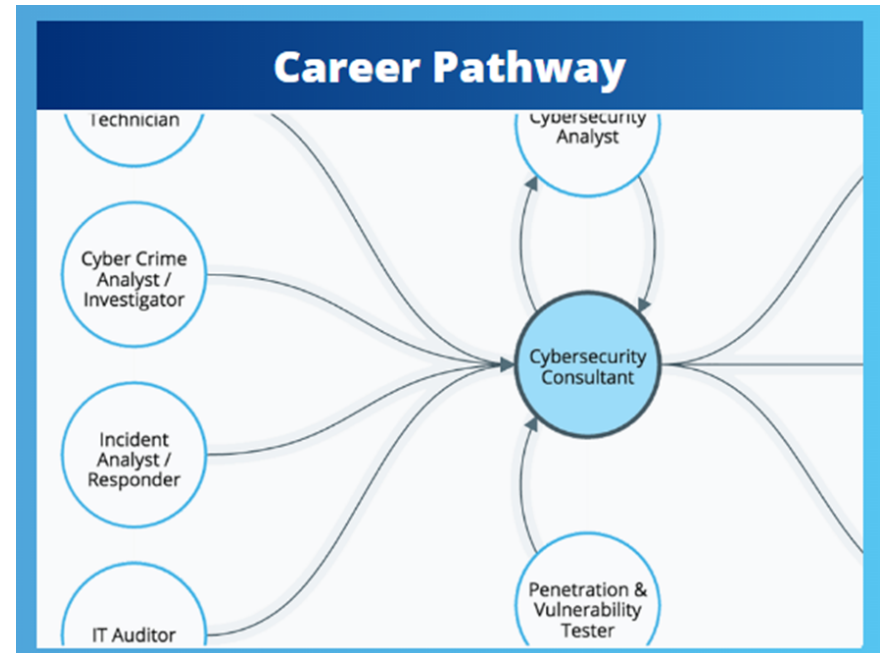 Career Pathway
Technician
Cyber Crime
Analyst /
Investigator
Incident
Analyst /
Responder
IT Auditor
Cybersecurity
Analyst
Cybersecurity
Consultant
Penetration &
Vulnerability
Tester